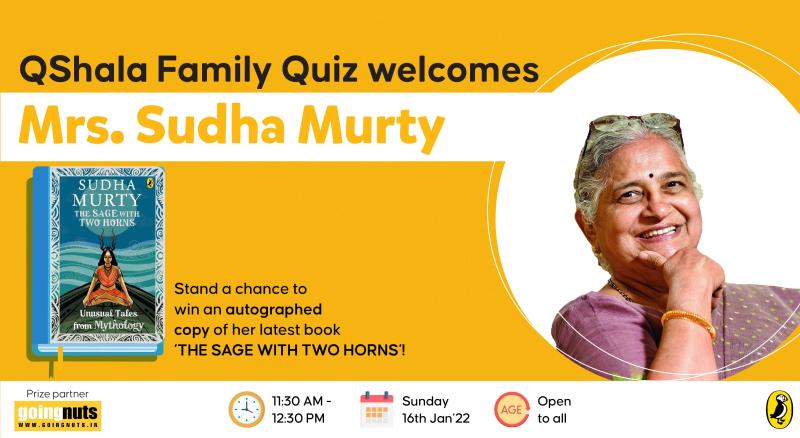 QShala Family Quiz welcomes
Mrs. Sudha Murty
SUDHA
MURTY
THE SAGE WITH
TWO HORNS
Unusual Tales
from Mythology
Stand a chance to
win an autographed
copy of her latest book
'THE SAGE WITH TWO HORNS'!
Prize partner
goingnuts
WWW.GOINGNUTS.IN
11:30 AM -
12:30 PM
Sunday
16th Jan'22
AGE
Open
to all